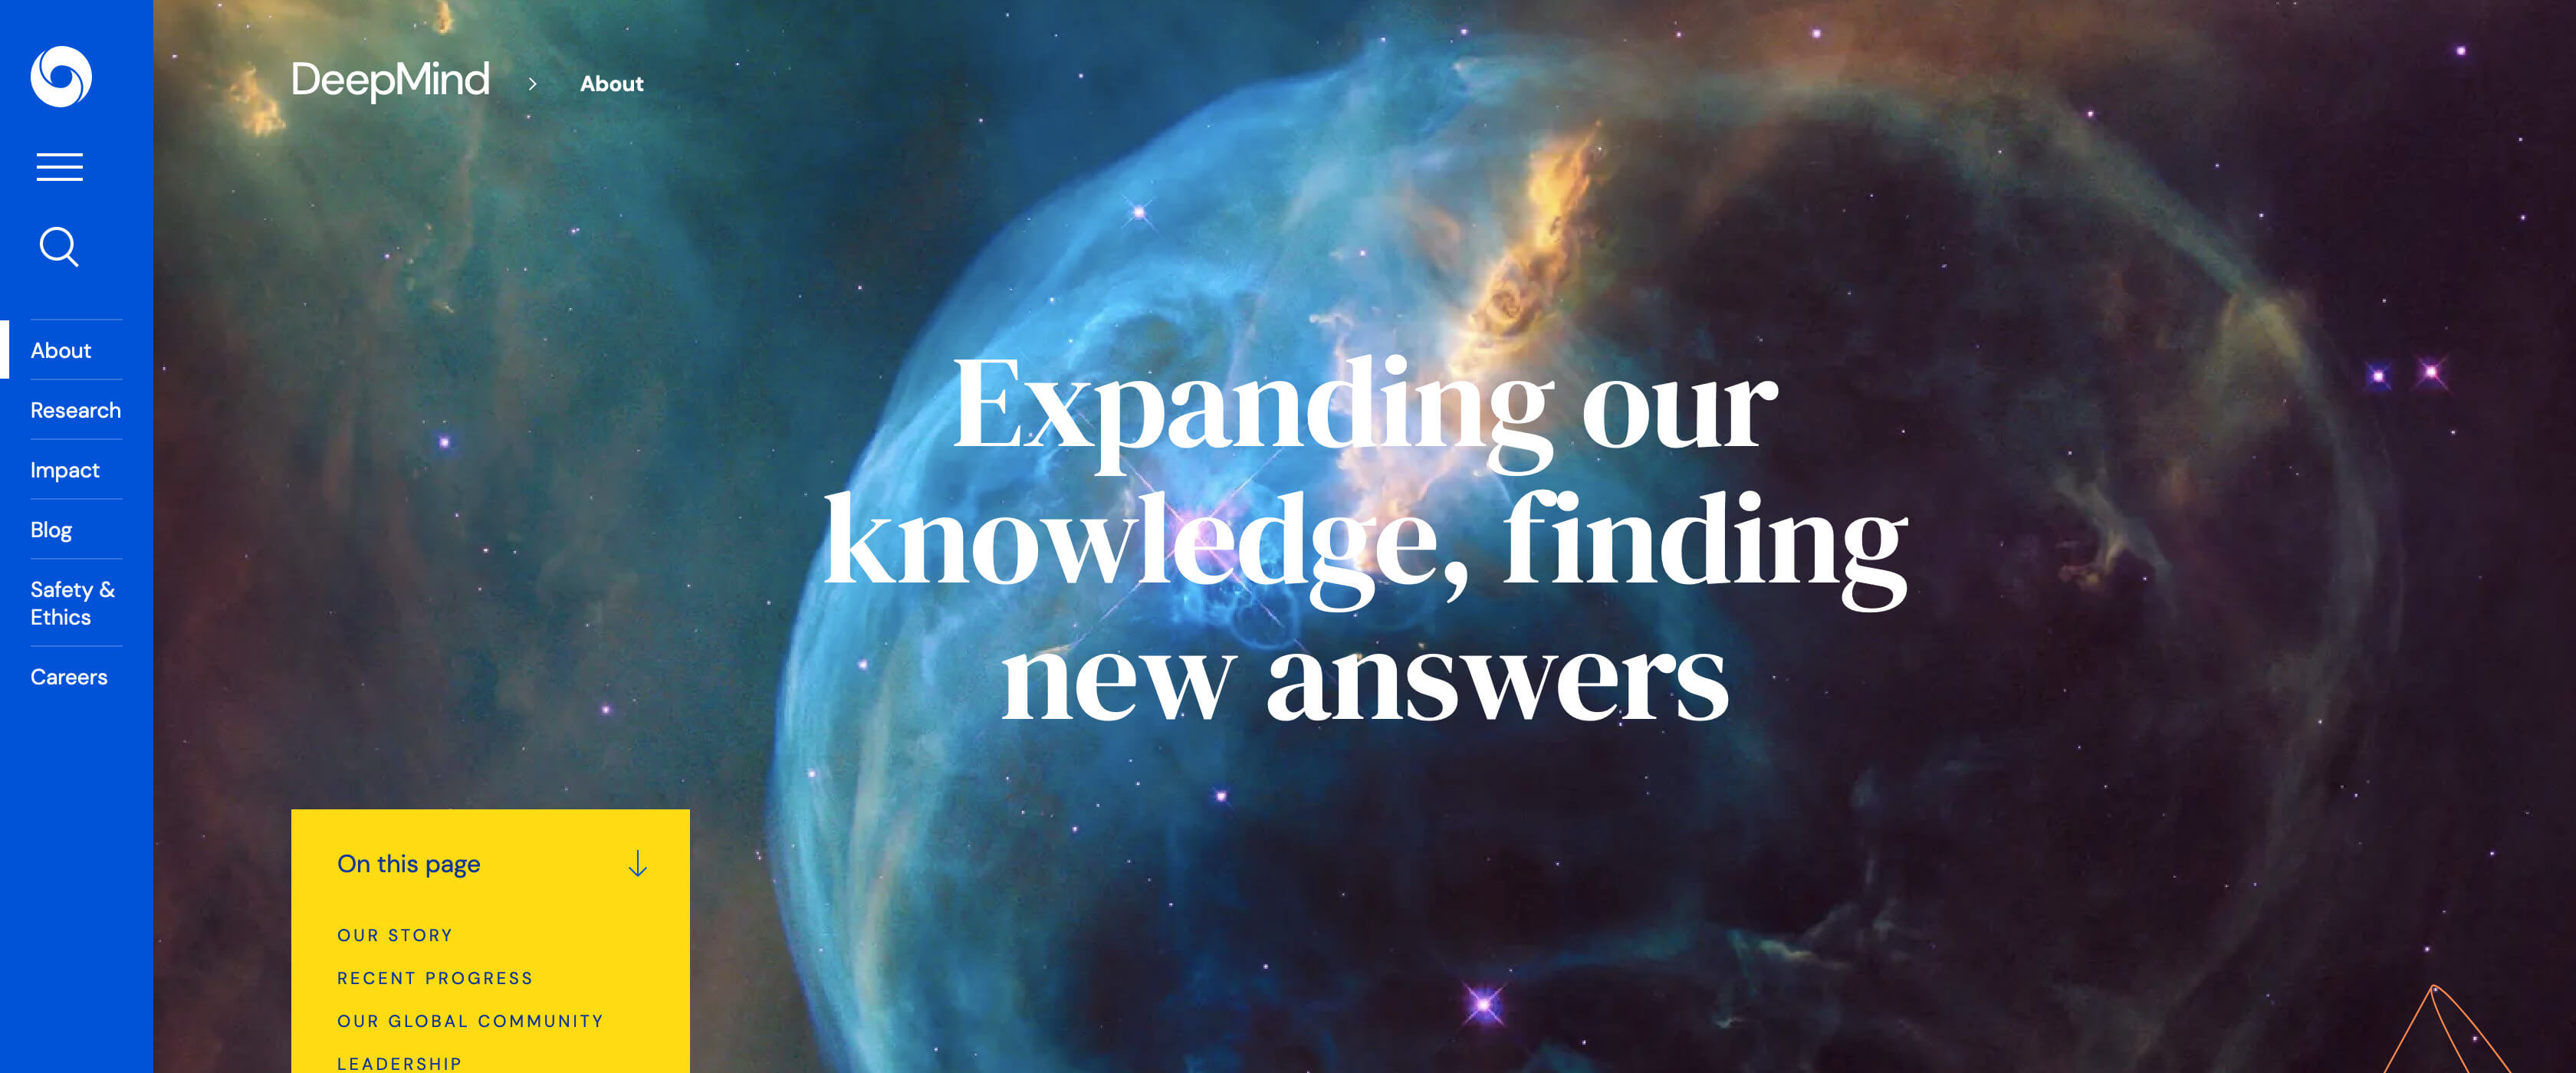 DeepMind > About
About
Research
Impact
Blog
Safety &
Ethics
Careers
Expanding our
knowledge, finding
new answers
On this page
OUR STORY
RECENT PROGRESS
OUR GLOBAL COMMUNITY
LEADERSHIP